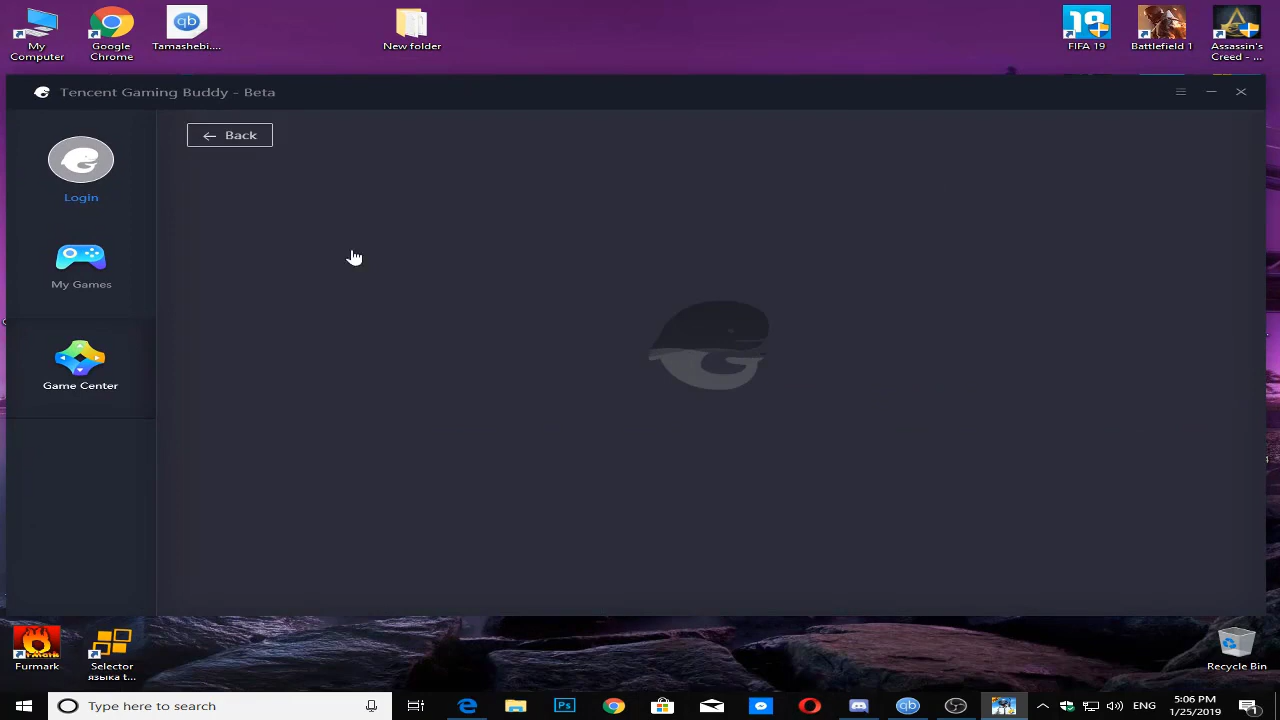 My
Computer
Google
Chrome
Tamashebi....
New folder
FIFA 19
Battlefield 1
Assassin's
Creed - ...
Tencent Gaming Buddy - Beta
Back
Login
My Games
Game Center
Furmark
Selector
языка t...
Recycle Bin
Type here to search
ENG
5:06 PM
1/25/2019